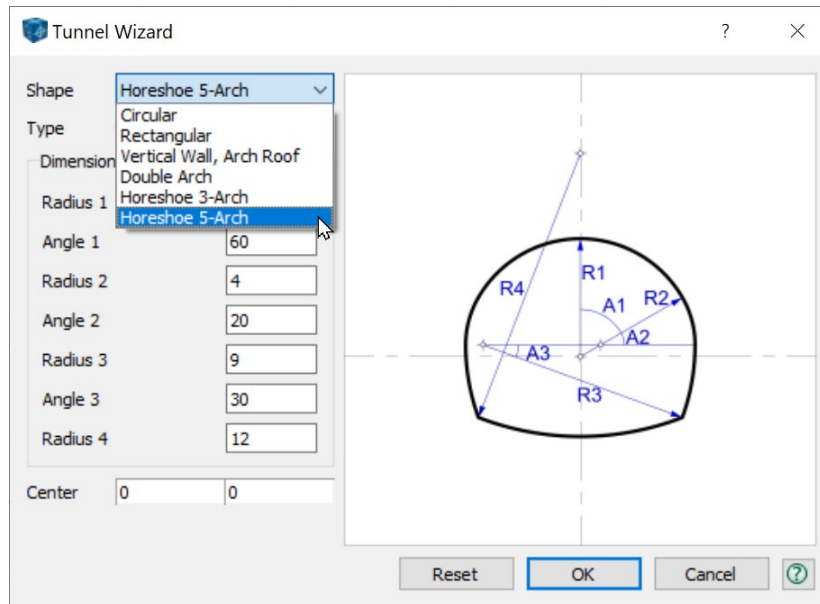 Tunnel Wizard
?
Shape Horeshoe 5-Arch
Circular
Type
Rectangular
Vertical Wall, Arch Roof
Dimension
Double Arch
Radius 1
Horeshoe 3-Arch
Horeshoe 5-Arch
Angle 1 60
Radius 2 4
Angle 2 20
Radius 3 9
Angle 3 30
Radius 4 12
Center 0 0
R1
R4
A1
R2
A2
A3
R3
Reset OK Cancel ?